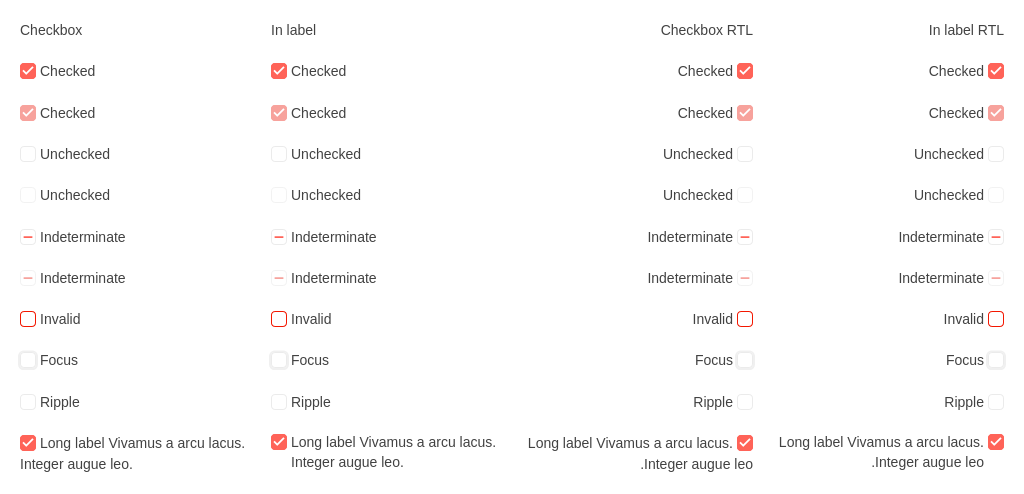 Checkbox In label Checkbox RTL In label RTL
Checked Checked Checked Checked
Checked Checked Checked Checked
Unchecked Unchecked Unchecked Unchecked
Unchecked Unchecked Unchecked Unchecked
Indeterminate Indeterminate Indeterminate Indeterminate
Indeterminate Indeterminate Indeterminate Indeterminate
Invalid Invalid Invalid Invalid
Focus Focus Focus Focus
Ripple Ripple Ripple Ripple
Long label Vivamus a arcu lacus. Long label Vivamus a arcu lacus. Long label Vivamus a arcu lacus. Long label Vivamus a arcu lacus.
Integer augue leo. Integer augue leo. .Integer augue leo .Integer augue leo